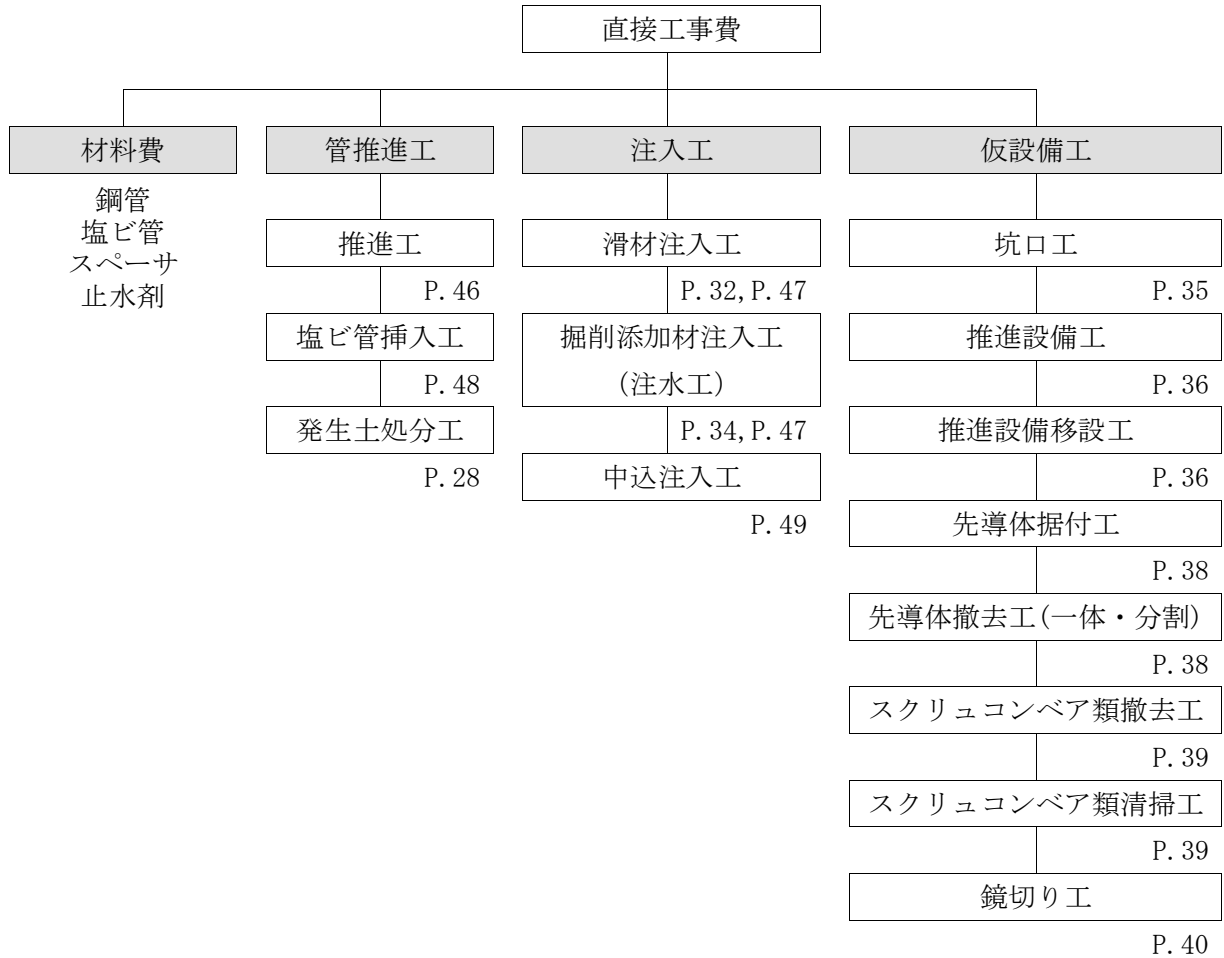 直接工事費
材料費
鋼管
塩ビ管
スペーサ
止水剤
管推進工
推進工
P.46
塩ビ管挿入工
P.48
発生土処分工
P.28
注入工
滑材注入工
P.32,P.47
掘削添加材注入工
(注水工)
P.34,P.47
中込注入工
P.49
仮設備工
坑口工
P.35
推進設備工
P.36
推進設備移設工
P.36
先導体据付工
P.38
先導体撤去工(一体・分割)
P.38
スクリュコンベア類撤去工
P.39
スクリュコンベア類清掃工
P.39
鏡切り工
P.40